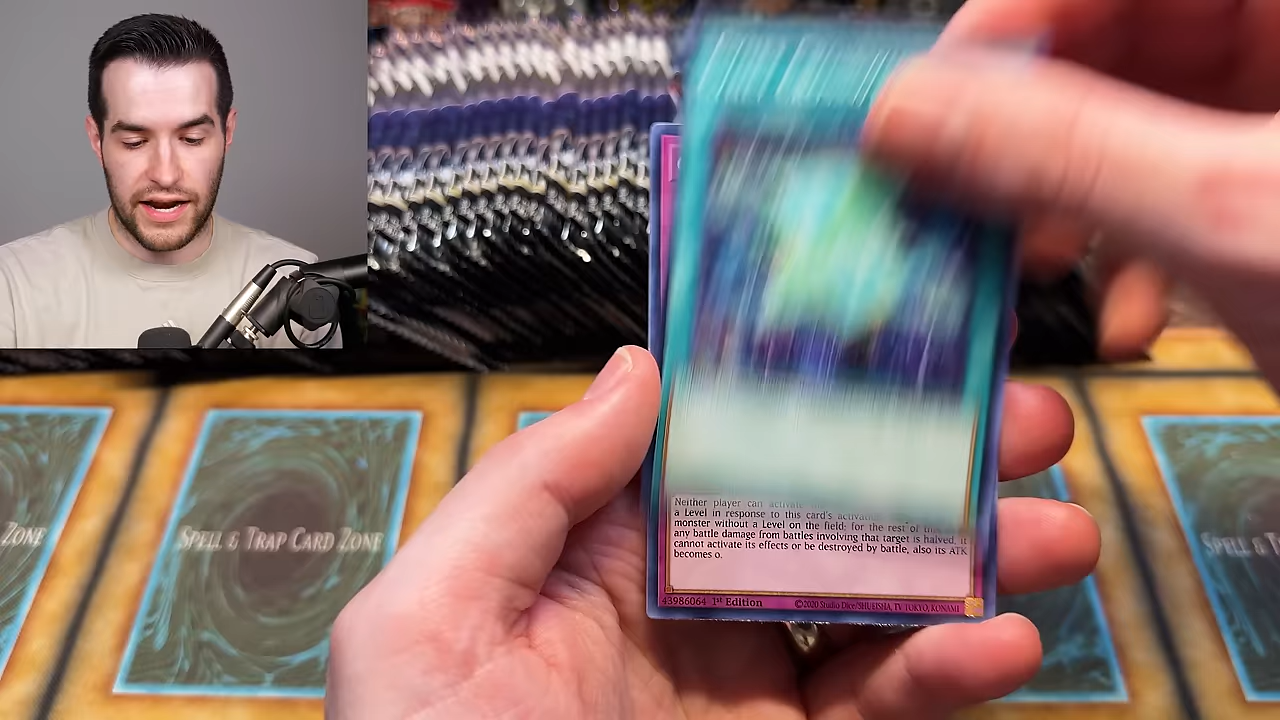 ZONE
SPELL & TRAP CARD ZONE
SPELL & T
Neither player can activate
a Level in response to this card's activa
monster without a Level on the field; for the rest of
any battle damage from battles involving that target is halved, it
cannot activate its effects or be destroyed by battle, also its ATK
becomes 0.
43986064 1st Edition
©2020 Studio Dice/SHUEISHA, TV TOKYO, KONAMI